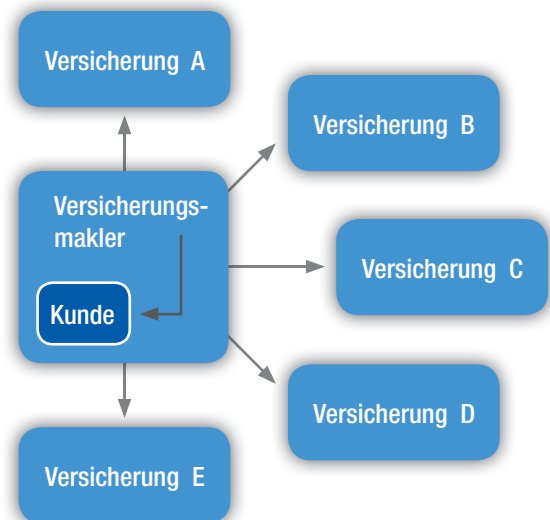 Versicherung A
Versicherung B
Versicherungs-
makler
Versicherung C
Kunde
Versicherung D
Versicherung E